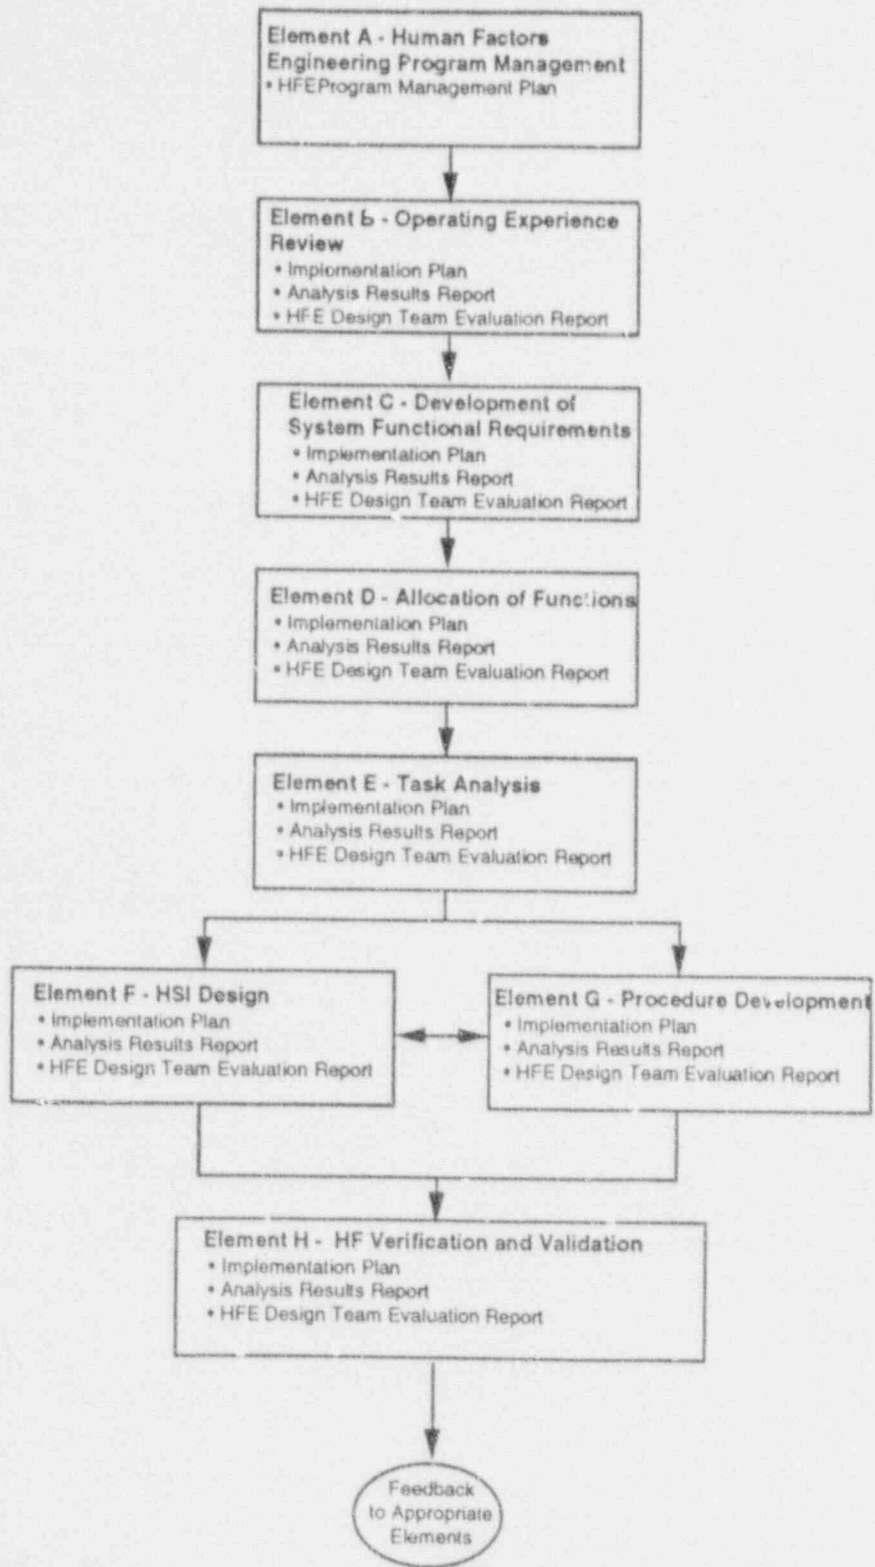 Element A - Human Factors
Engineering Program Management
• HFE Program Management Plan
Element b - Operating Experience
Review
• Implomentation Plan
• Analysis Results Report
• HFE Design Team Evaluation Report
Element C - Development of
System Functional Requirements
• Implementation Plan
• Analysis Results Report
• HFE Design Team Evaluation Report
Element D - Allocation of Functions
• Implementation Plan
• Analysis Results Report
• HFE Design Team Evaluation Report
Element E - Task Analysis
• Implementation Plan
• Analysis Results Report
• HFE Design Team Evaluation Report
Element F - HSI Design
• Implementation Plan
• Analysis Results Report
• HFE Design Team Evaluation Report
Element G - Procedure Development
• Implementation Plan
• Analysis Results Report
• HFE Design Team Evaluation Report
Element H - HF Verification and Validation
• Implementation Plan
• Analysis Results Report
• HFE Design Team Evaluation Report
Feedback
to Appropriate
Elements